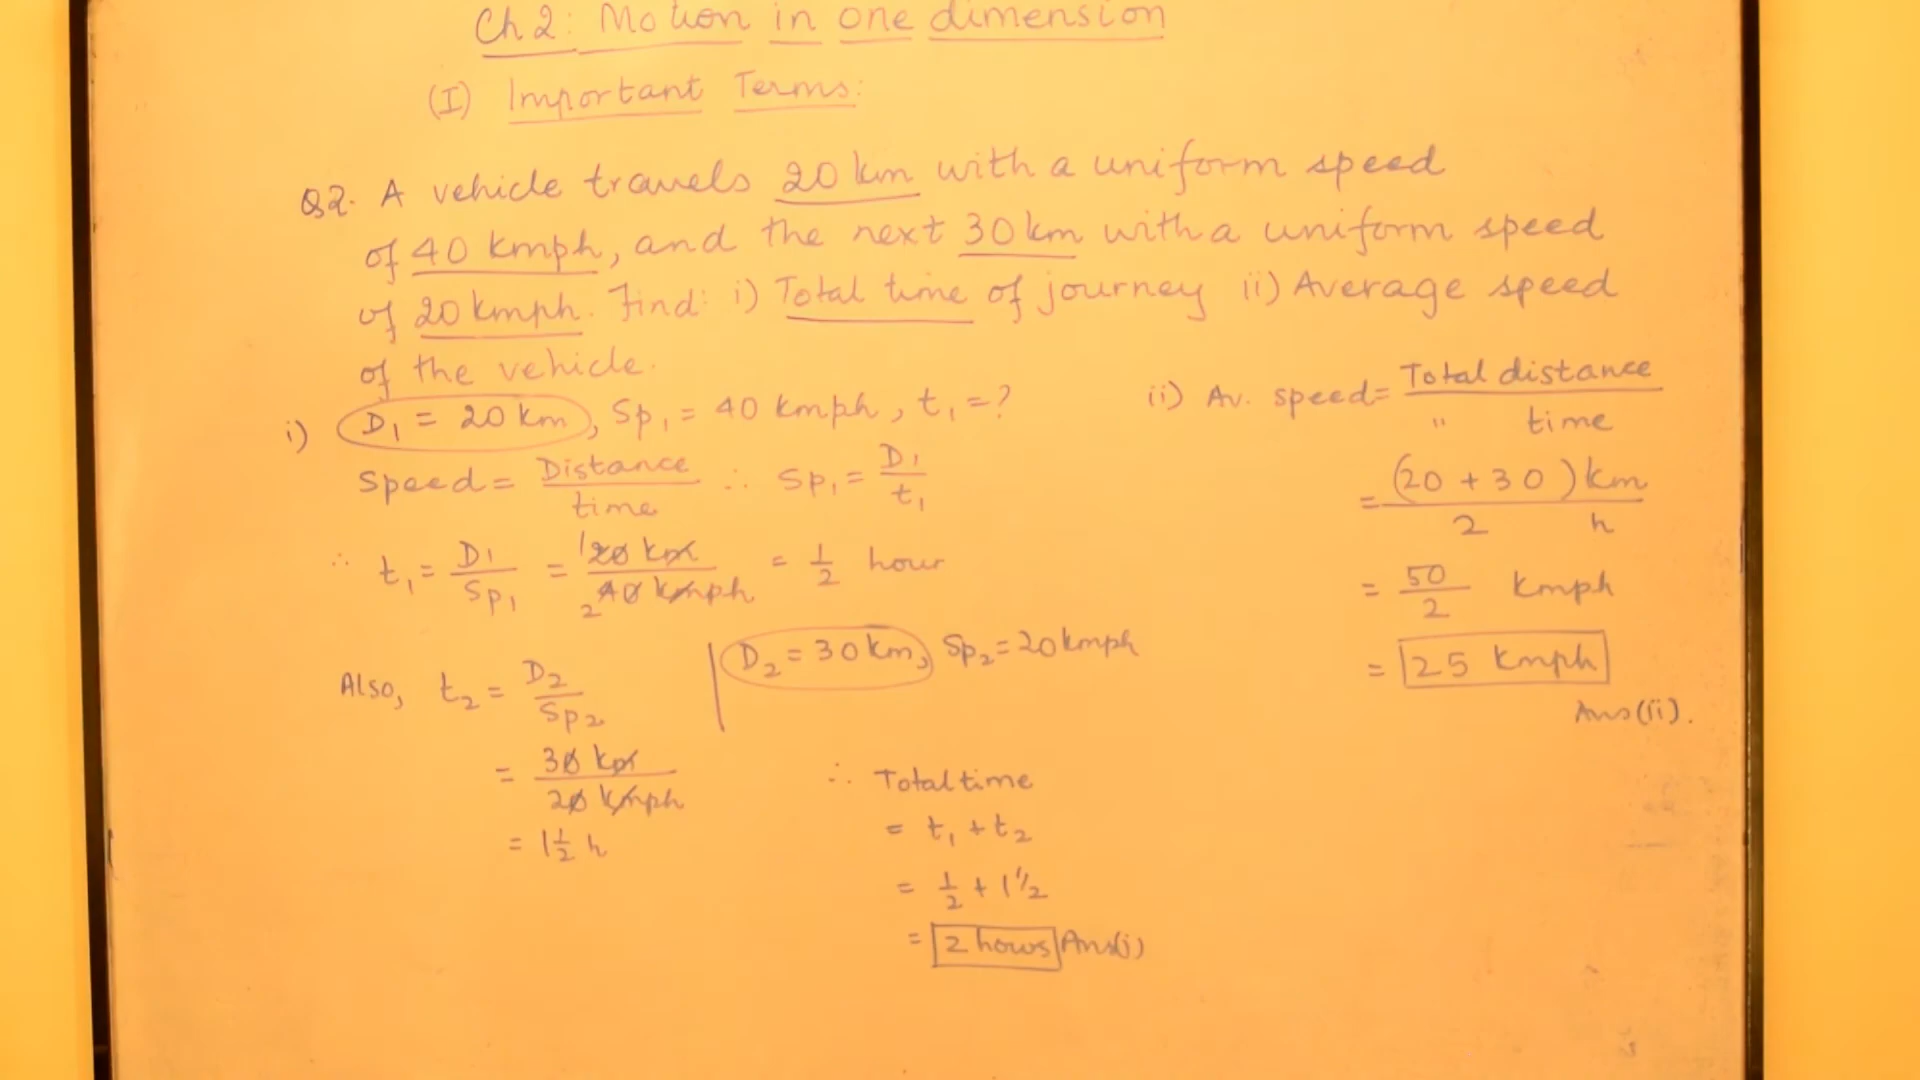 Ch 2: Motion in one dimension
(I) Important Terms:
Q2. A vehicle travels 20 km with a uniform speed
of 40 kmph, and the next 30 km with a uniform speed
of 20 kmph. Find: i) Total time of journey ii) Average speed
of the vehicle.
i) D₁ = 20 km, Sp₁ = 40 kmph, t₁ = ?
Speed = Distance / time ∴ Sp₁ = D₁ / t₁
∴ t₁ = D₁ / Sp₁ = 1 20 km / 2 40 kmph = 1/2 hour
Also, t₂ = D₂ / Sp₂ | D₂ = 30 km, Sp₂ = 20 kmph
= 30 km / 20 kmph
= 1 1/2 h
∴ Total time
= t₁ + t₂
= 1/2 + 1 1/2
= 2 hours Ans(i)
ii) Av. speed = Total distance / " time
= (20 + 30) km / 2 h
= 50 / 2 kmph
= 25 kmph
Ans(ii).